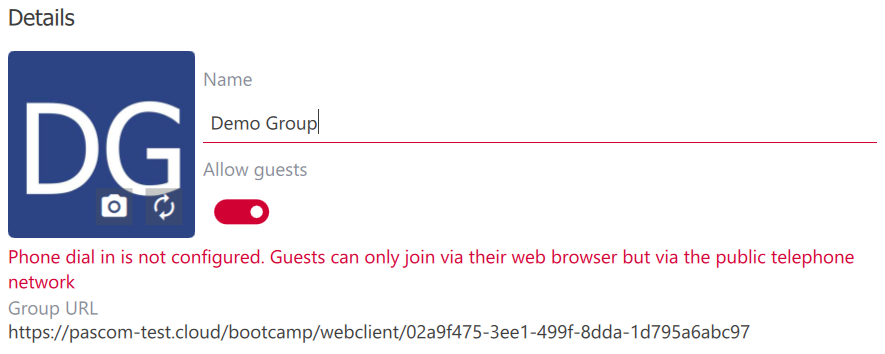 Details
DG
Name
Demo Group
Allow guests
Phone dial in is not configured. Guests can only join via their web browser but via the public telephone
network
Group URL
https://pascom-test.cloud/bootcamp/webclient/02a9f475-3ee1-499f-8dda-1d795a6abc97